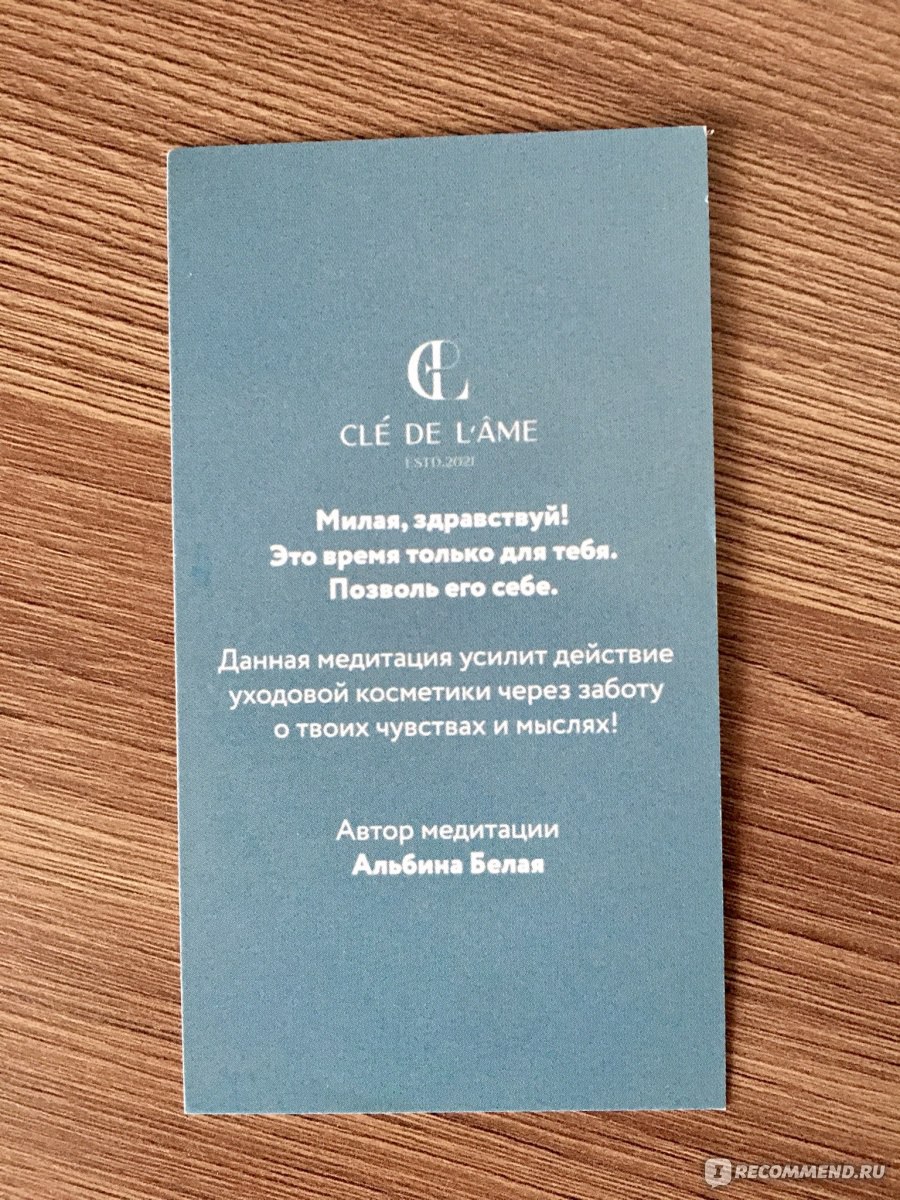 CLÉ DE L'ÂME
ESTD.2021
Милая, здравствуй!
Это время только для тебя.
Позволь его себе.
Данная медитация усилит действие
уходовой косметики через заботу
о твоих чувствах и мыслях!
Автор медитации
Альбина Белая
RECOMMEND.RU